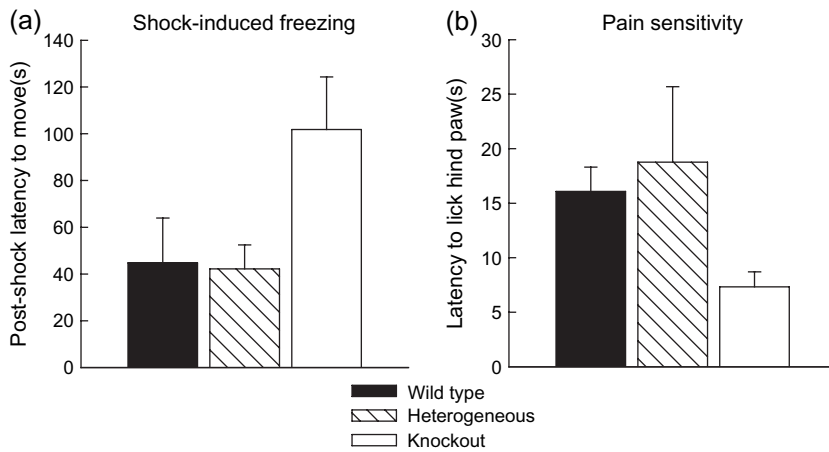 (a)
Shock-induced freezing
Post-shock latency to move(s)
140
120
100
80
60
40
20
0
(b)
Pain sensitivity
Latency to lick hind paw(s)
30
25
20
15
10
5
0
Wild type
Heterogeneous
Knockout